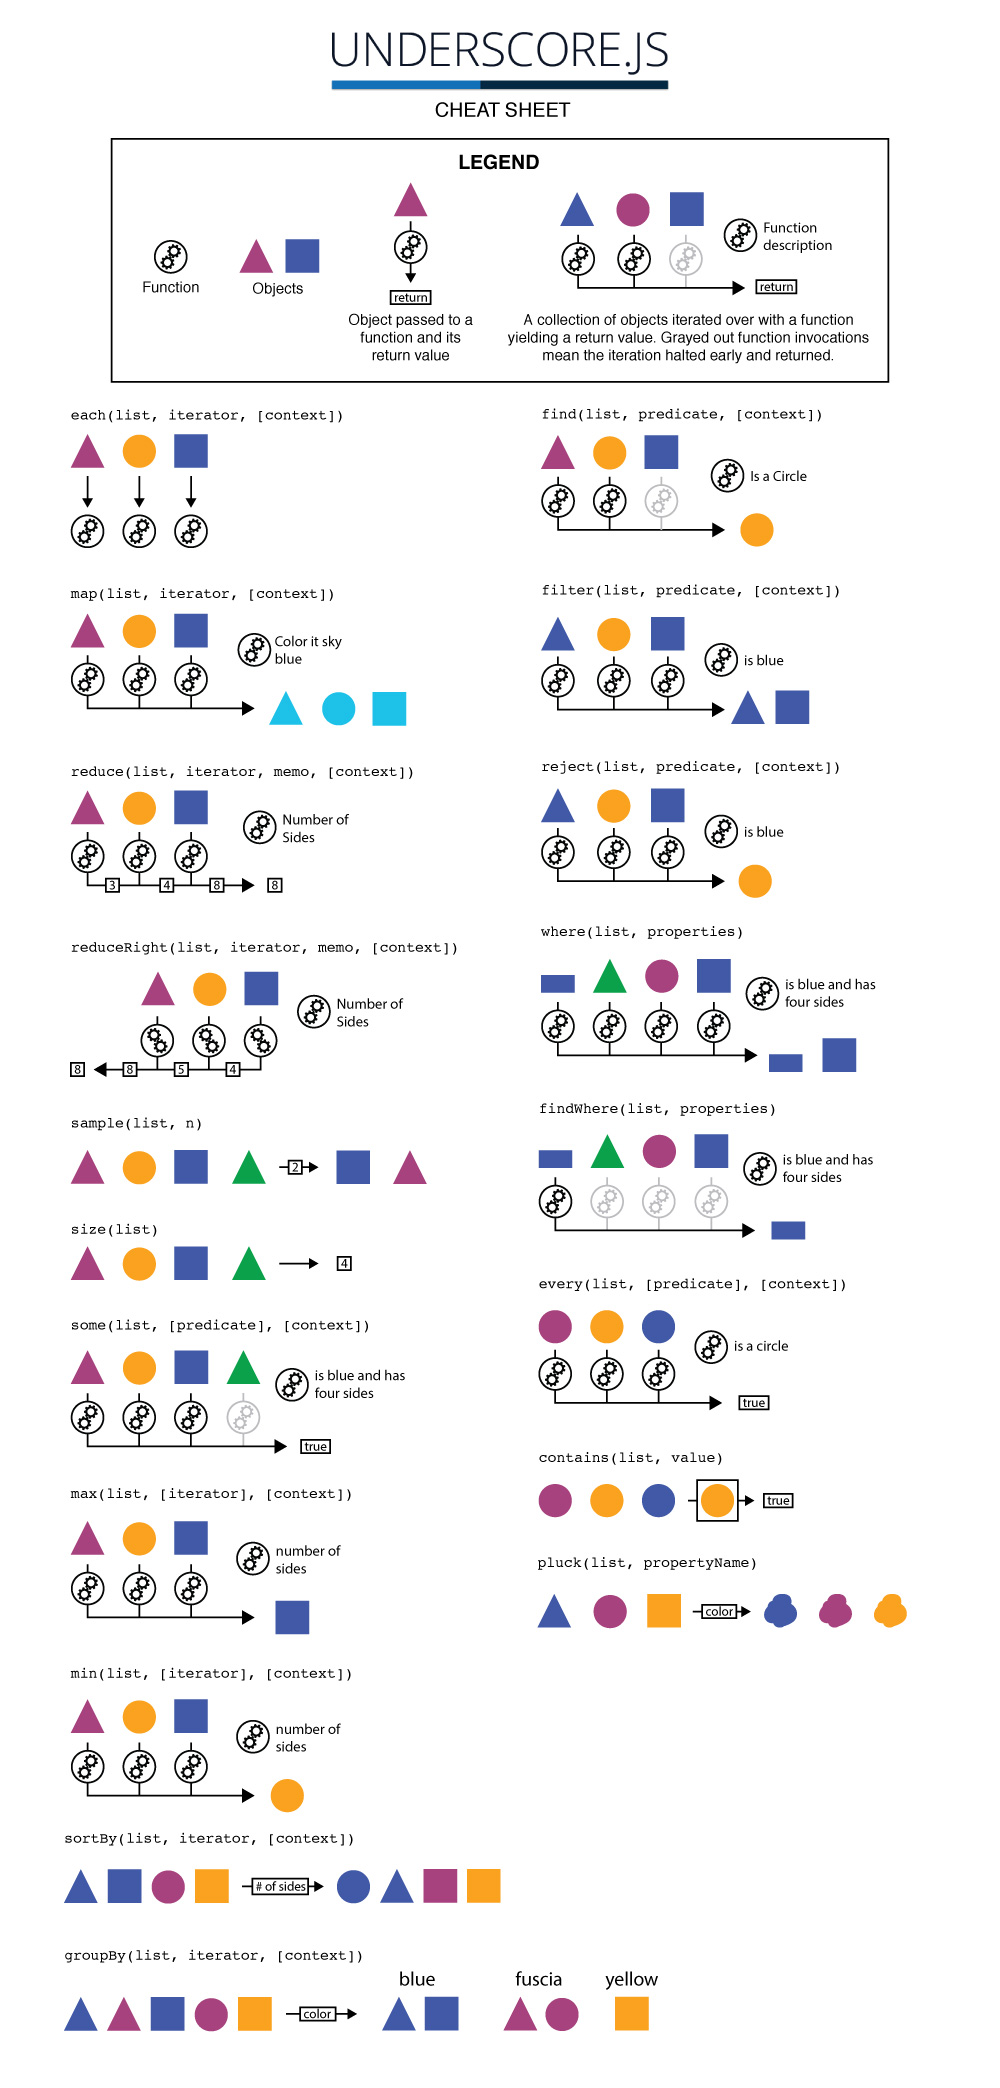 UNDERSCORE.JS
CHEAT SHEET
LEGEND
Function
Objects
return
Object passed to a
function and its
return value
Function
description
return
A collection of objects iterated over with a function
yielding a return value. Grayed out function invocations
mean the iteration halted early and returned.
each(list, iterator, [context])
map(list, iterator, [context])
Color it sky
blue
reduce(list, iterator, memo, [context])
Number of
Sides
3 4 8 8
reduceRight(list, iterator, memo, [context])
Number of
Sides
8 8 5 4
sample(list, n)
2
size(list)
4
some(list, [predicate], [context])
is blue and has
four sides
true
max(list, [iterator], [context])
number of
sides
min(list, [iterator], [context])
number of
sides
sortBy(list, iterator, [context])
# of sides
groupBy(list, iterator, [context])
blue fuscia yellow
color
find(list, predicate, [context])
Is a Circle
filter(list, predicate, [context])
is blue
reject(list, predicate, [context])
is blue
where(list, properties)
is blue and has
four sides
findWhere(list, properties)
is blue and has
four sides
every(list, [predicate], [context])
is a circle
true
contains(list, value)
true
pluck(list, propertyName)
color